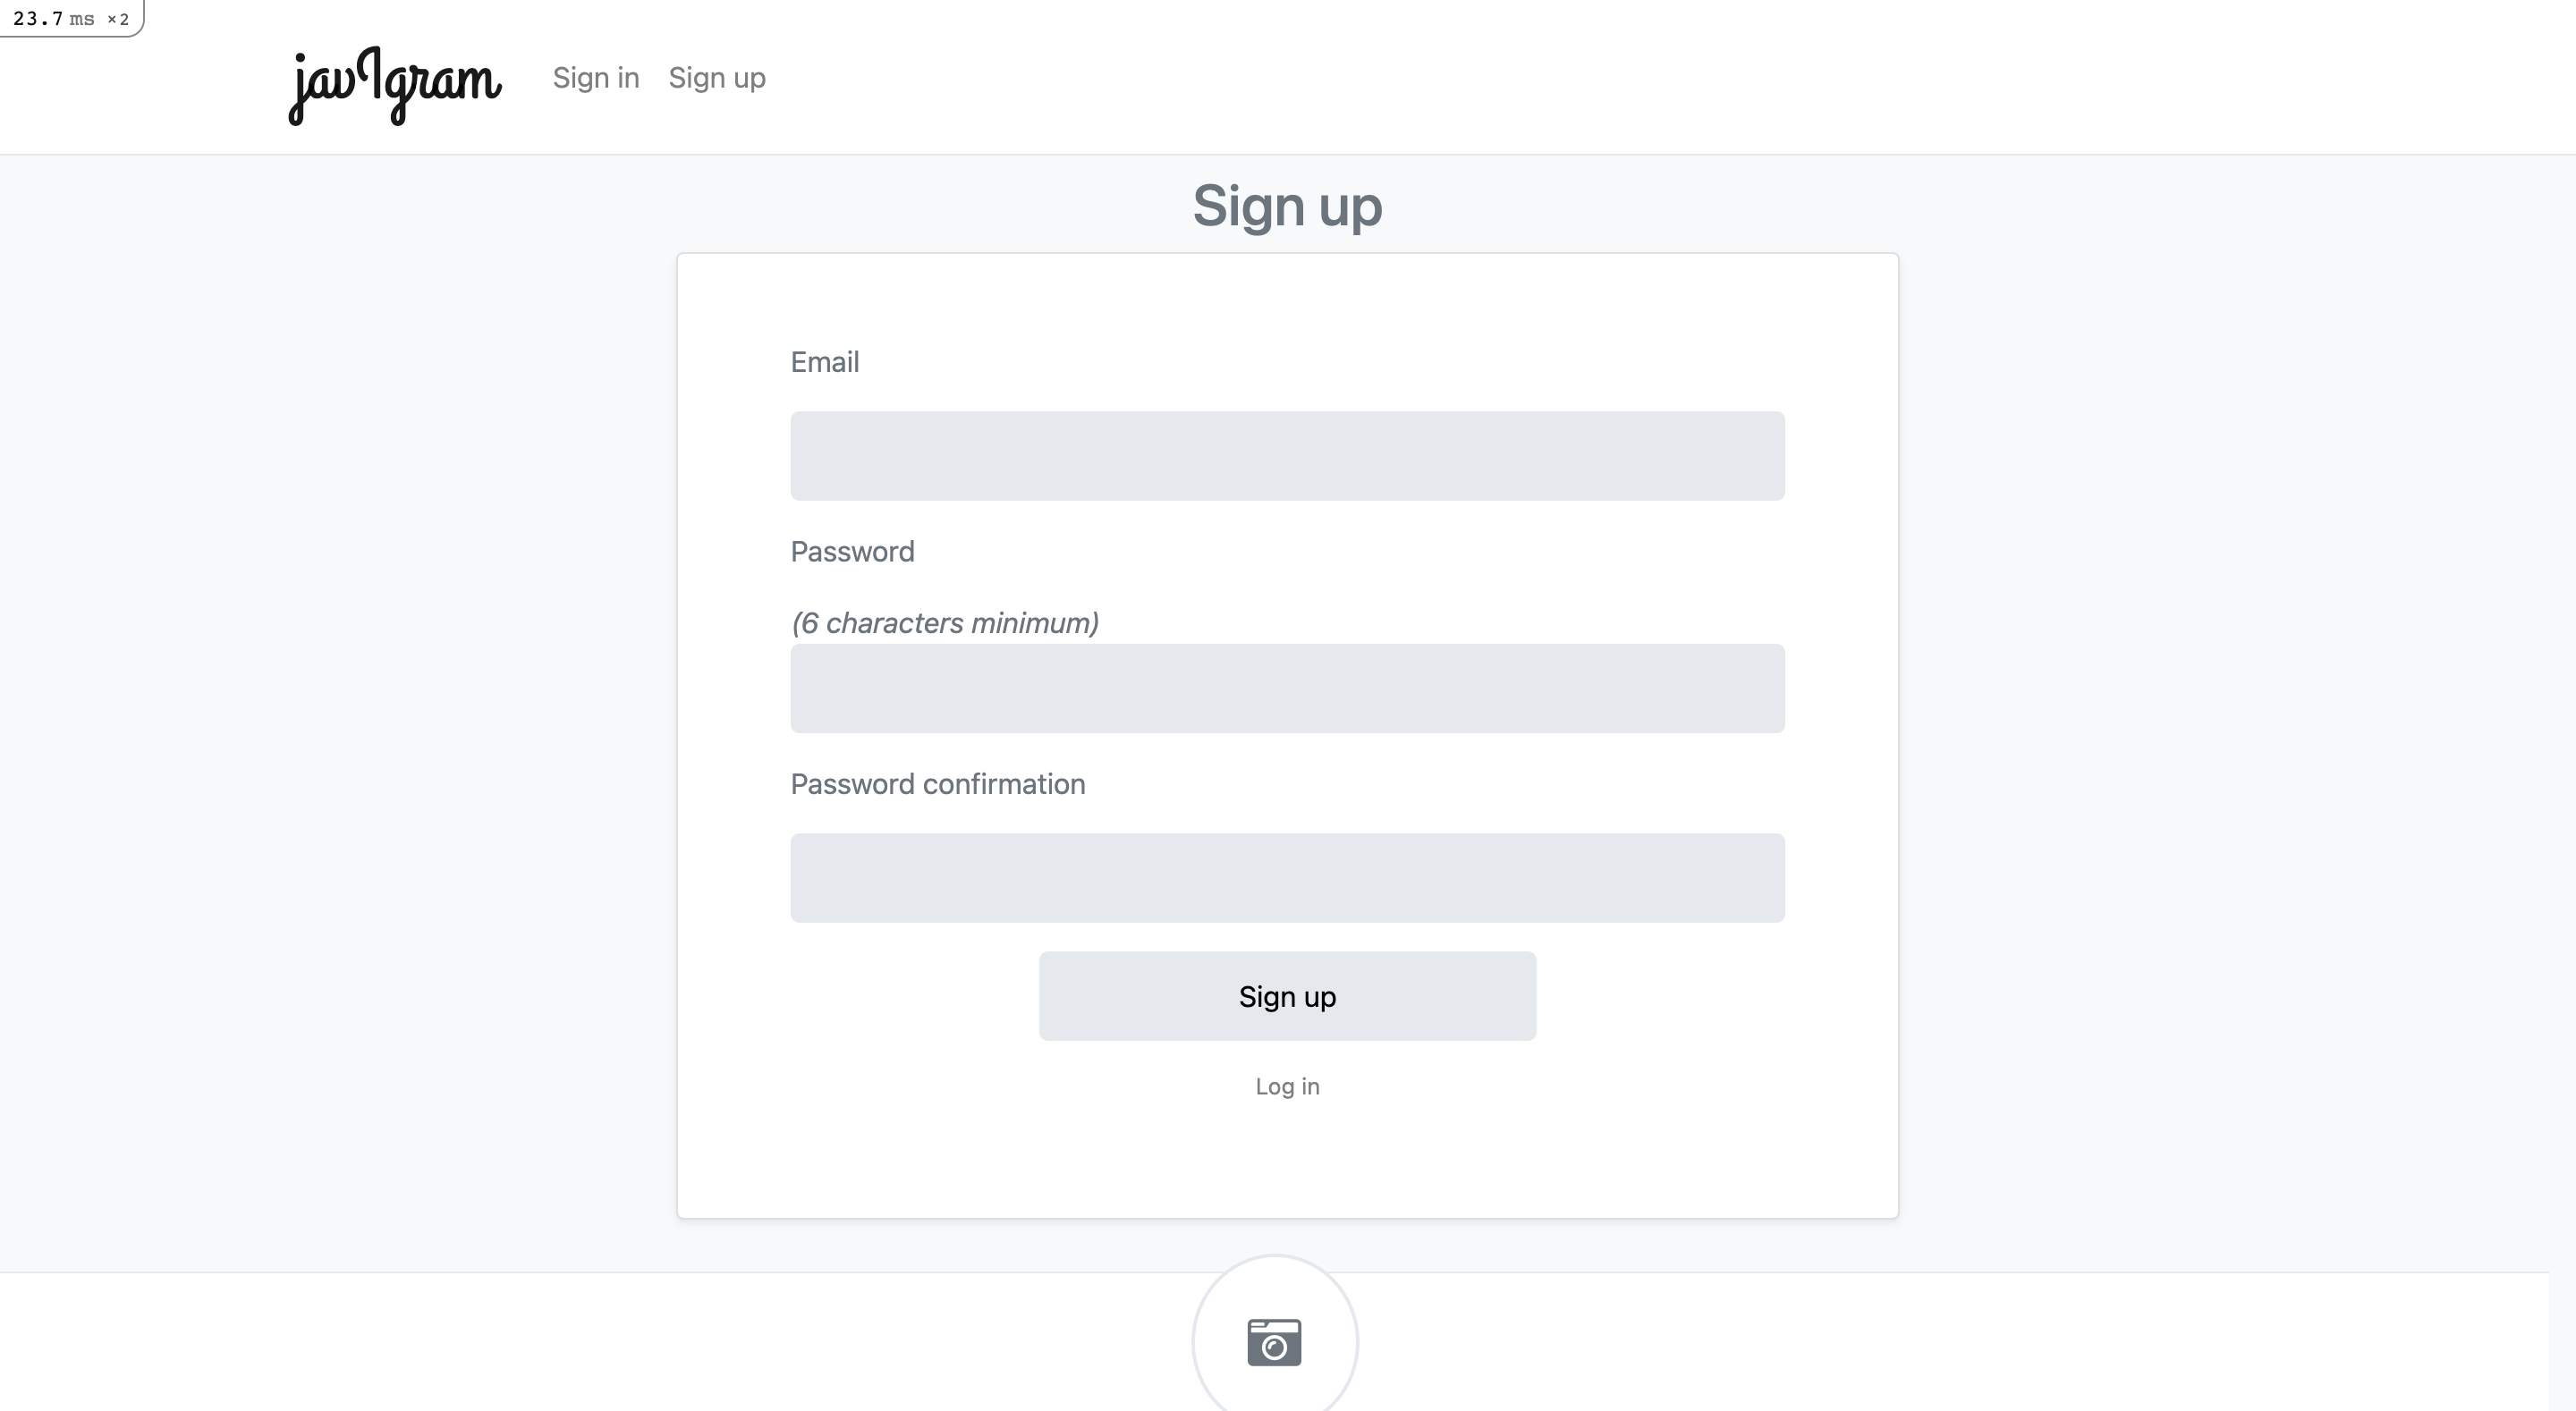 23.7 ms ×2
jav1gram Sign in Sign up
Sign up
Email
Password
(6 characters minimum)
Password confirmation
Sign up
Log in